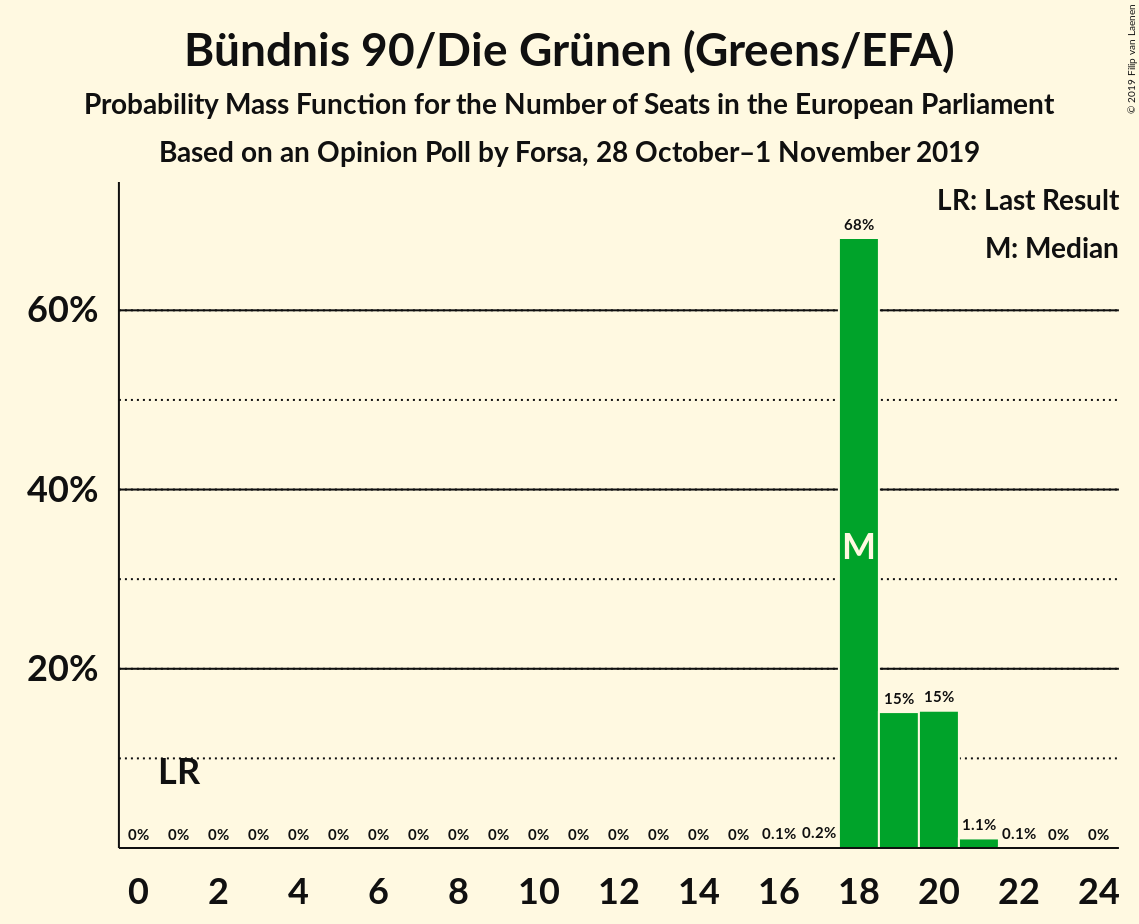 Bündnis 90/Die Grünen (Greens/EFA)
Probability Mass Function for the Number of Seats in the European Parliament
Based on an Opinion Poll by Forsa, 28 October–1 November 2019
© 2019 Filip van Laenen
LR: Last Result
M: Median
68%
60%
40%
M
20%
15% 15%
LR
0% 0% 0% 0% 0% 0% 0% 0% 0% 0% 0% 0% 0% 0% 0% 0% 0.1% 0.2% 1.1% 0.1% 0% 0%
0 2 4 6 8 10 12 14 16 18 20 22 24